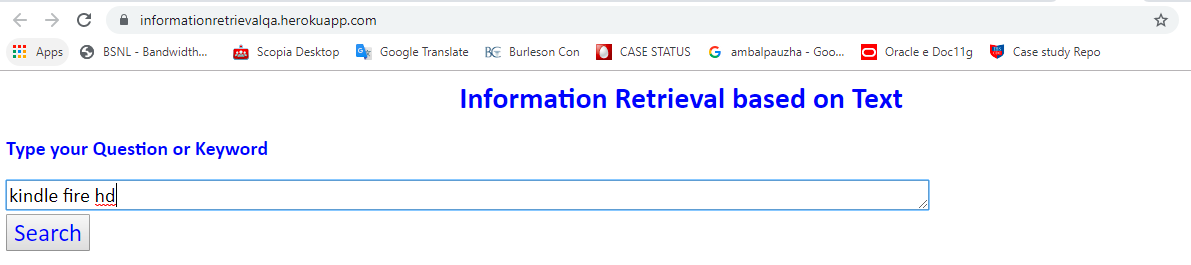 informationretrievalqa.herokuapp.com
Apps BSNL - Bandwidth... Scopia Desktop Google Translate BC Burleson Con CASE STATUS ambalpauzha - Goo... Oracle e Doc11g Case study Repo
Information Retrieval based on Text
Type your Question or Keyword
kindle fire hd
Search